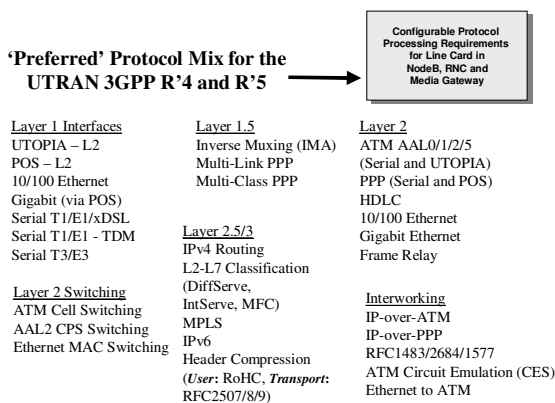 ‘Preferred’ Protocol Mix for the
UTRAN 3GPP R’4 and R’5
Configurable Protocol
Processing Requirements
for Line Card in
NodeB, RNC and
Media Gateway
Layer 1 Interfaces
UTOPIA – L2
POS – L2
10/100 Ethernet
Gigabit (via POS)
Serial T1/E1/xDSL
Serial T1/E1 - TDM
Serial T3/E3
Layer 2 Switching
ATM Cell Switching
AAL2 CPS Switching
Ethernet MAC Switching
Layer 1.5
Inverse Muxing (IMA)
Multi-Link PPP
Multi-Class PPP
Layer 2.5/3
IPv4 Routing
L2-L7 Classification
(DiffServe,
IntServe, MFC)
MPLS
IPv6
Header Compression
(User: RoHC, Transport:
RFC2507/8/9)
Layer 2
ATM AAL0/1/2/5
(Serial and UTOPIA)
PPP (Serial and POS)
HDLC
10/100 Ethernet
Gigabit Ethernet
Frame Relay
Interworking
IP-over-ATM
IP-over-PPP
RFC1483/2684/1577
ATM Circuit Emulation (CES)
Ethernet to ATM